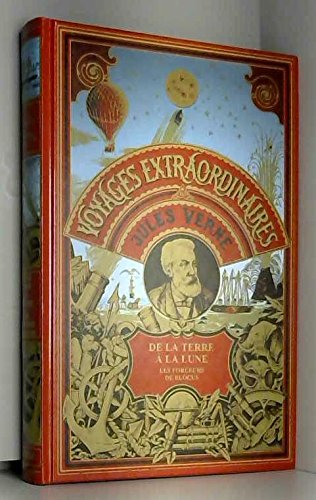 VOYAGES EXTRAORDINAIRES
JULES VERNE
DE LA TERRE
À LA LUNE
LES FORCEURS
DE BLOCUS